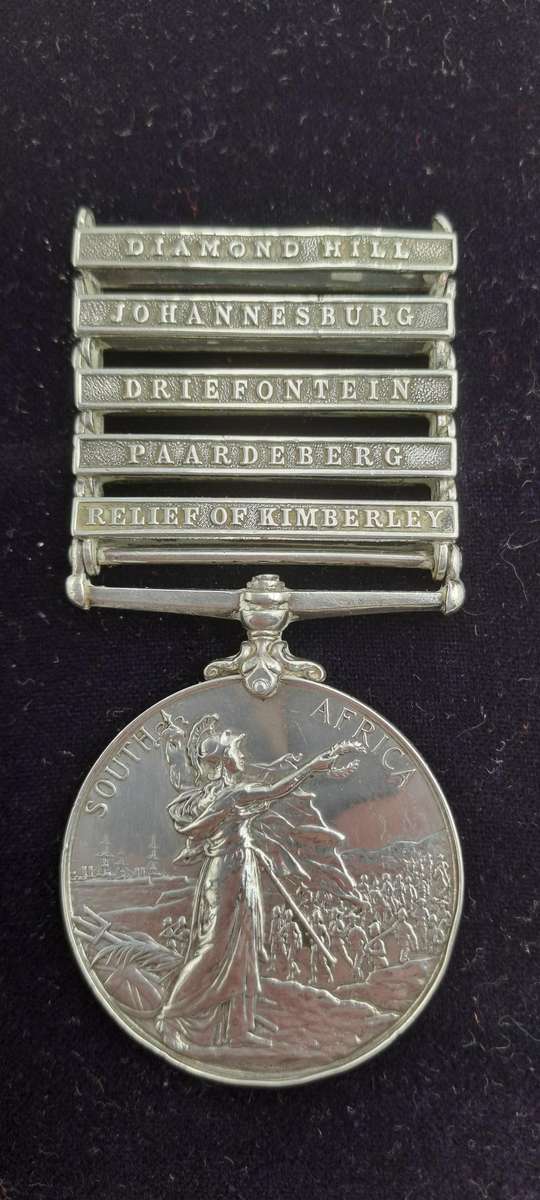 DIAMOND HILL
JOHANNESBURG
DRIEFONTEIN
PAARDEBERG
RELIEF OF KIMBERLEY
SOUTH AFRICA